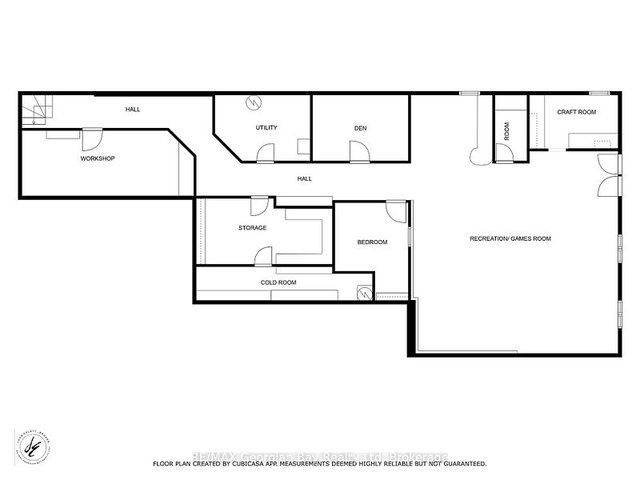 HALL
UTILITY
DEN
ROOM
CRAFT ROOM
WORKSHOP
HALL
STORAGE
BEDROOM
RECREATION/ GAMES ROOM
COLD ROOM
RE/MAX Georgian Bay Realty Ltd, Brokerage
FLOOR PLAN CREATED BY CUBICASA APP. MEASUREMENTS DEEMED HIGHLY RELIABLE BUT NOT GUARANTEED.